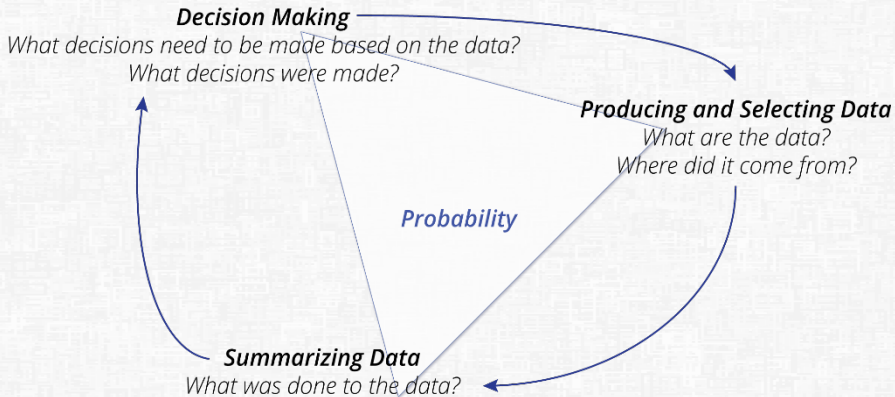 Decision Making
What decisions need to be made based on the data?
What decisions were made?
Producing and Selecting Data
What are the data?
Where did it come from?
Probability
Summarizing Data
What was done to the data?